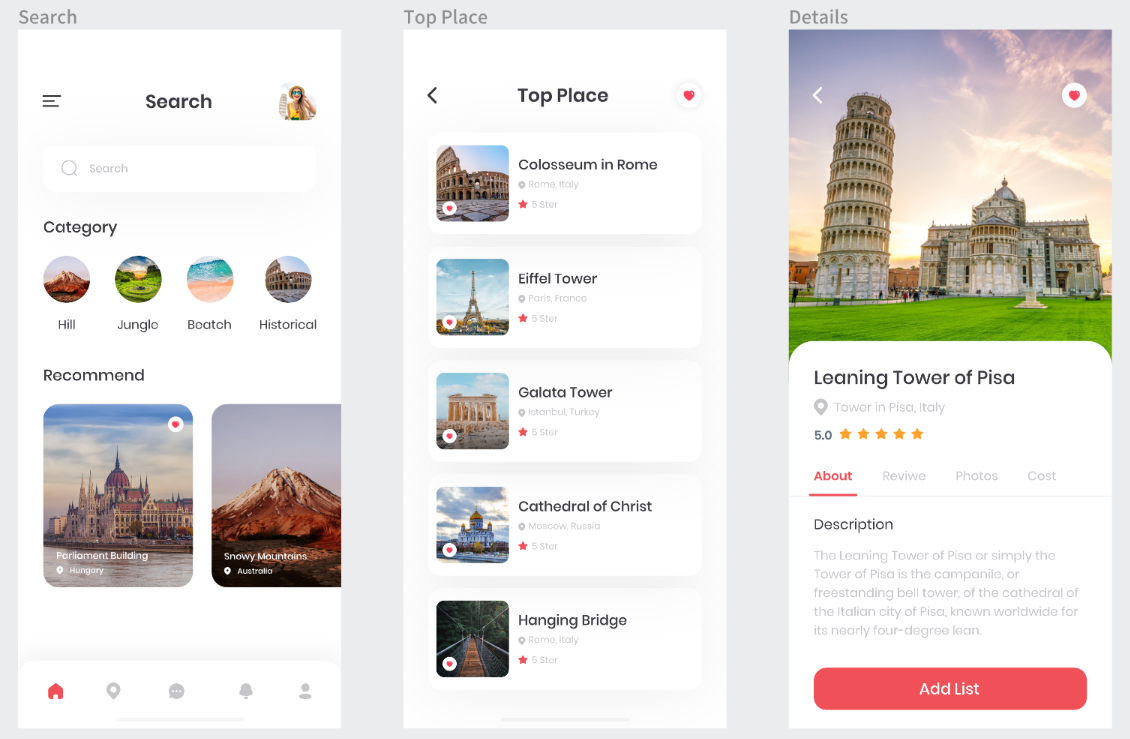 Search
Search
Search
Category
Hill
Jungle
Beatch
Historical
Recommend
Parliament Building
Hungary
Snowy Mountains
Australia
Top Place
Top Place
Colosseum in Rome
Rome, Italy
5 Ster
Eiffel Tower
Paris, France
5 Ster
Galata Tower
Istanbul, Turkey
5 Ster
Cathedral of Christ
Moscow, Russia
5 Ster
Hanging Bridge
Rome, Italy
5 Ster
Details
Leaning Tower of Pisa
Tower in Pisa, Italy
5.0
About Reviwe Photos Cost
Description
The Leaning Tower of Pisa or simply the
Tower of Pisa is the campanile, or
freestanding bell tower, of the cathedral of
the Italian city of Pisa, known worldwide for
its nearly four-degree lean.
Add List